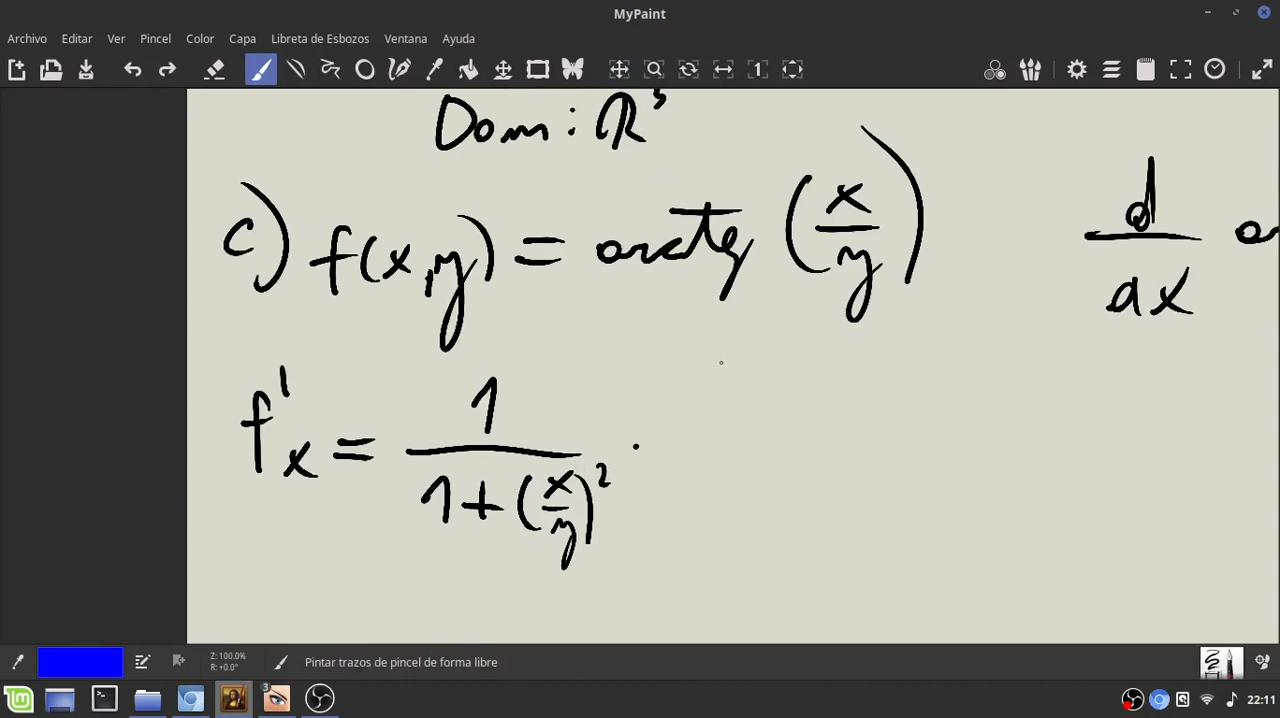 MyPaint
Archivo Editar Ver Pincel Color Capa Libreta de Esbozos Ventana Ayuda
Dom : ℝ³
c) f(x,y) = arctg (x/y)
d/dx
f'x = 1/(1+(x/y)²) ·
Z: 100.0%
R: +0.0°
Pintar trazos de pincel de forma libre
3
22:11